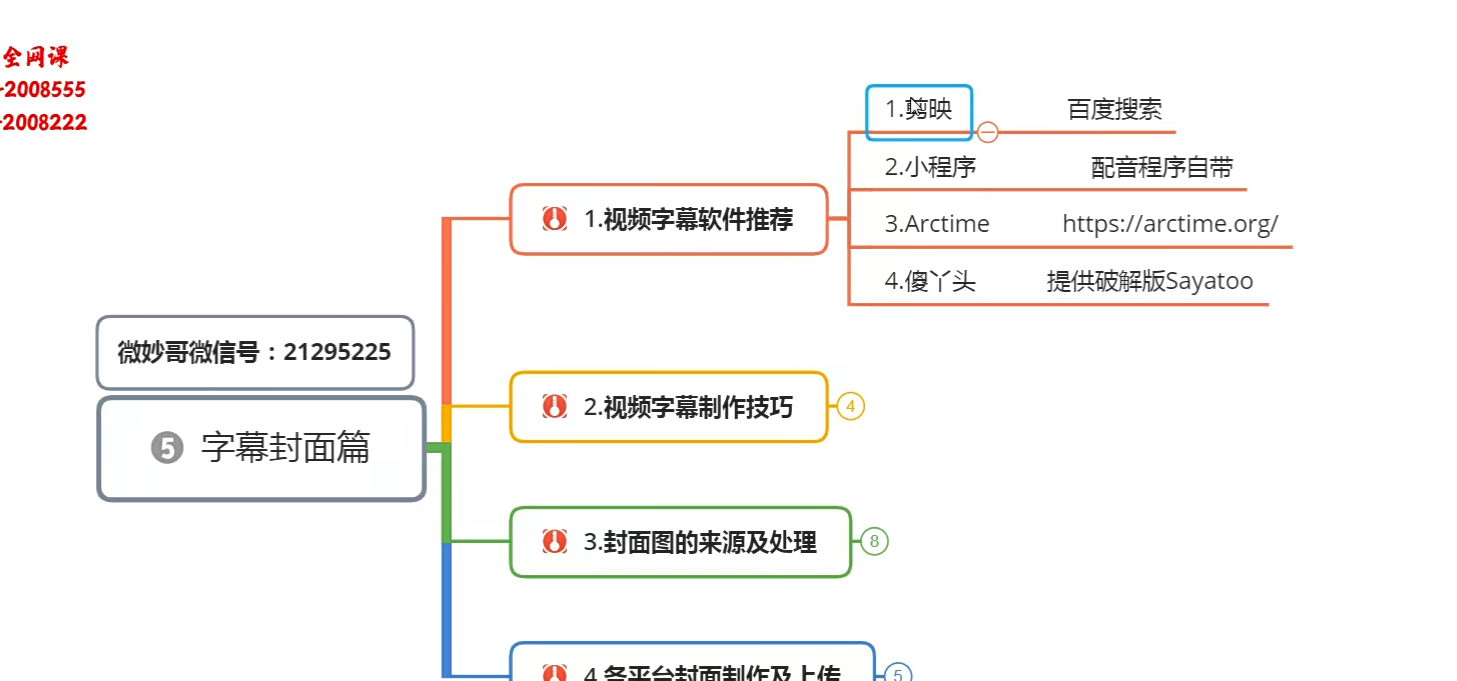 全网课
-2008555
-2008222
微妙哥微信号：21295225
5 字幕封面篇
1.视频字幕软件推荐
1.剪映 百度搜索
2.小程序 配音程序自带
3.Arctime https://arctime.org/
4.傻丫头 提供破解版Sayatoo
2.视频字幕制作技巧 4
3.封面图的来源及处理 8
4.各平台封面制作及上传 5